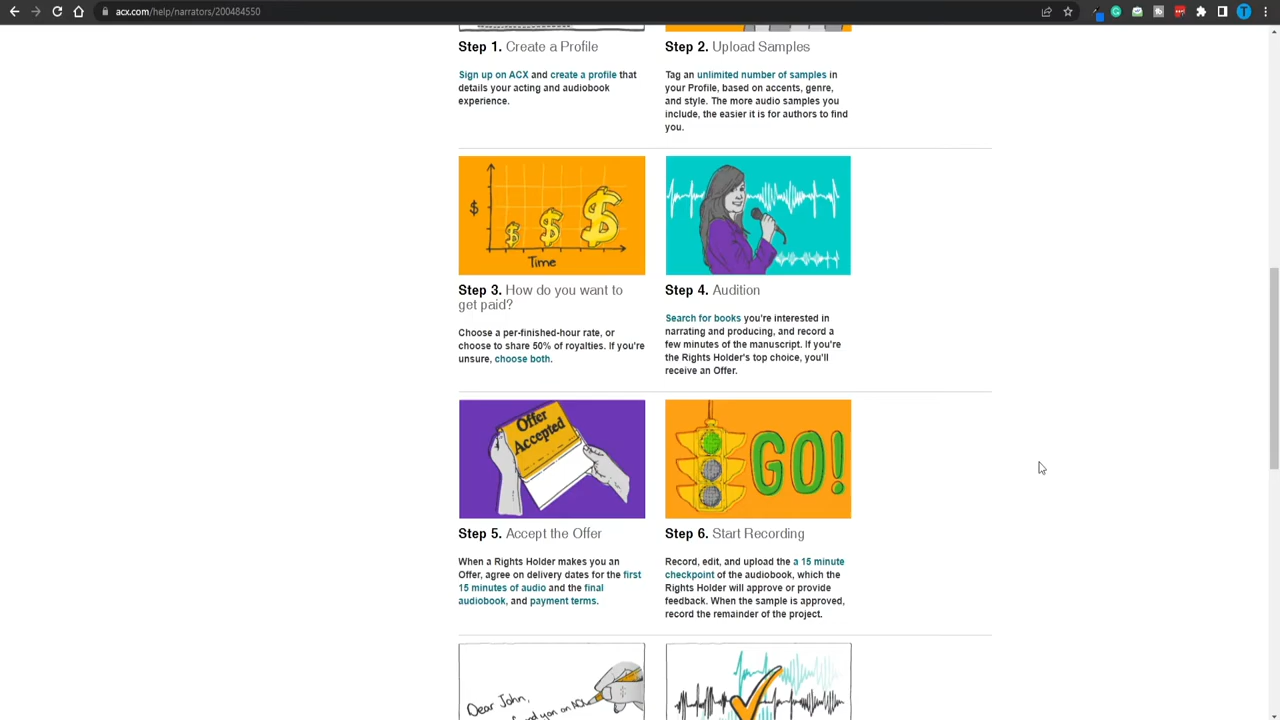 acx.com/help/narrators/200484550
T
Step 1. Create a Profile
Sign up on ACX and create a profile that
details your acting and audiobook
experience.
Step 2. Upload Samples
Tag an unlimited number of samples in
your Profile, based on accents, genre,
and style. The more audio samples you
include, the easier it is for authors to find
you.
$
$ $ $
Time
Step 3. How do you want to
get paid?
Choose a per-finished-hour rate, or
choose to share 50% of royalties. If you're
unsure, choose both.
Step 4. Audition
Search for books you're interested in
narrating and producing, and record a
few minutes of the manuscript. If you're
the Rights Holder's top choice, you'll
receive an Offer.
Offer
Accepted
Step 5. Accept the Offer
When a Rights Holder makes you an
Offer, agree on delivery dates for the first
15 minutes of audio and the final
audiobook, and payment terms.
GO!
Step 6. Start Recording
Record, edit, and upload the a 15 minute
checkpoint of the audiobook, which the
Rights Holder will approve or provide
feedback. When the sample is approved,
record the remainder of the project.
Dear John,
you on